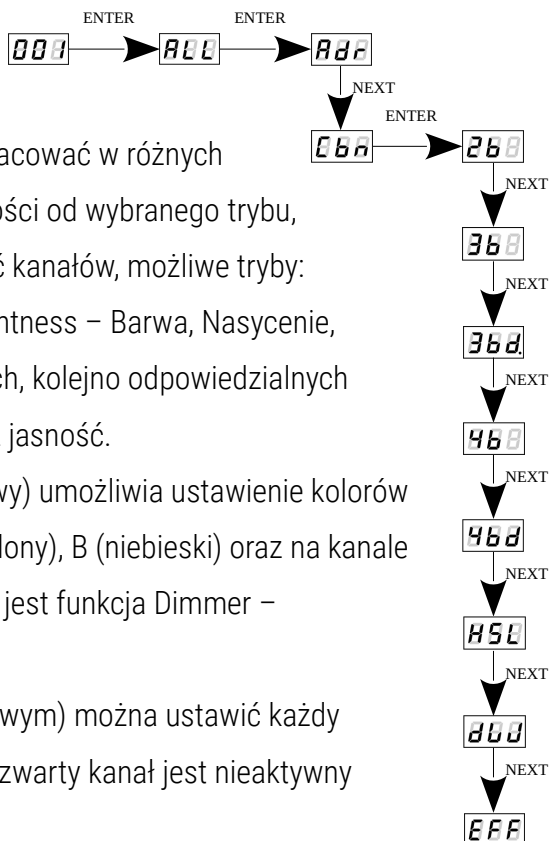 ENTER ENTER
001 ALL Adr
NEXT
ENTER
Cbn 2b
acować w różnych
NEXT
ości od wybranego trybu,
3b
ć kanałów, możliwe tryby:
NEXT
ntness – Barwa, Nasycenie,
3bd.
ch, kolejno odpowiedzialnych
NEXT
jasność.
4b
NEXT
wy) umożliwia ustawienie kolorów
lony), B (niebieski) oraz na kanale
4bd
NEXT
jest funkcja Dimmer –
HSL
NEXT
wym) można ustawić każdy
dUJ
zwarty kanał jest nieaktywny
NEXT
EFF